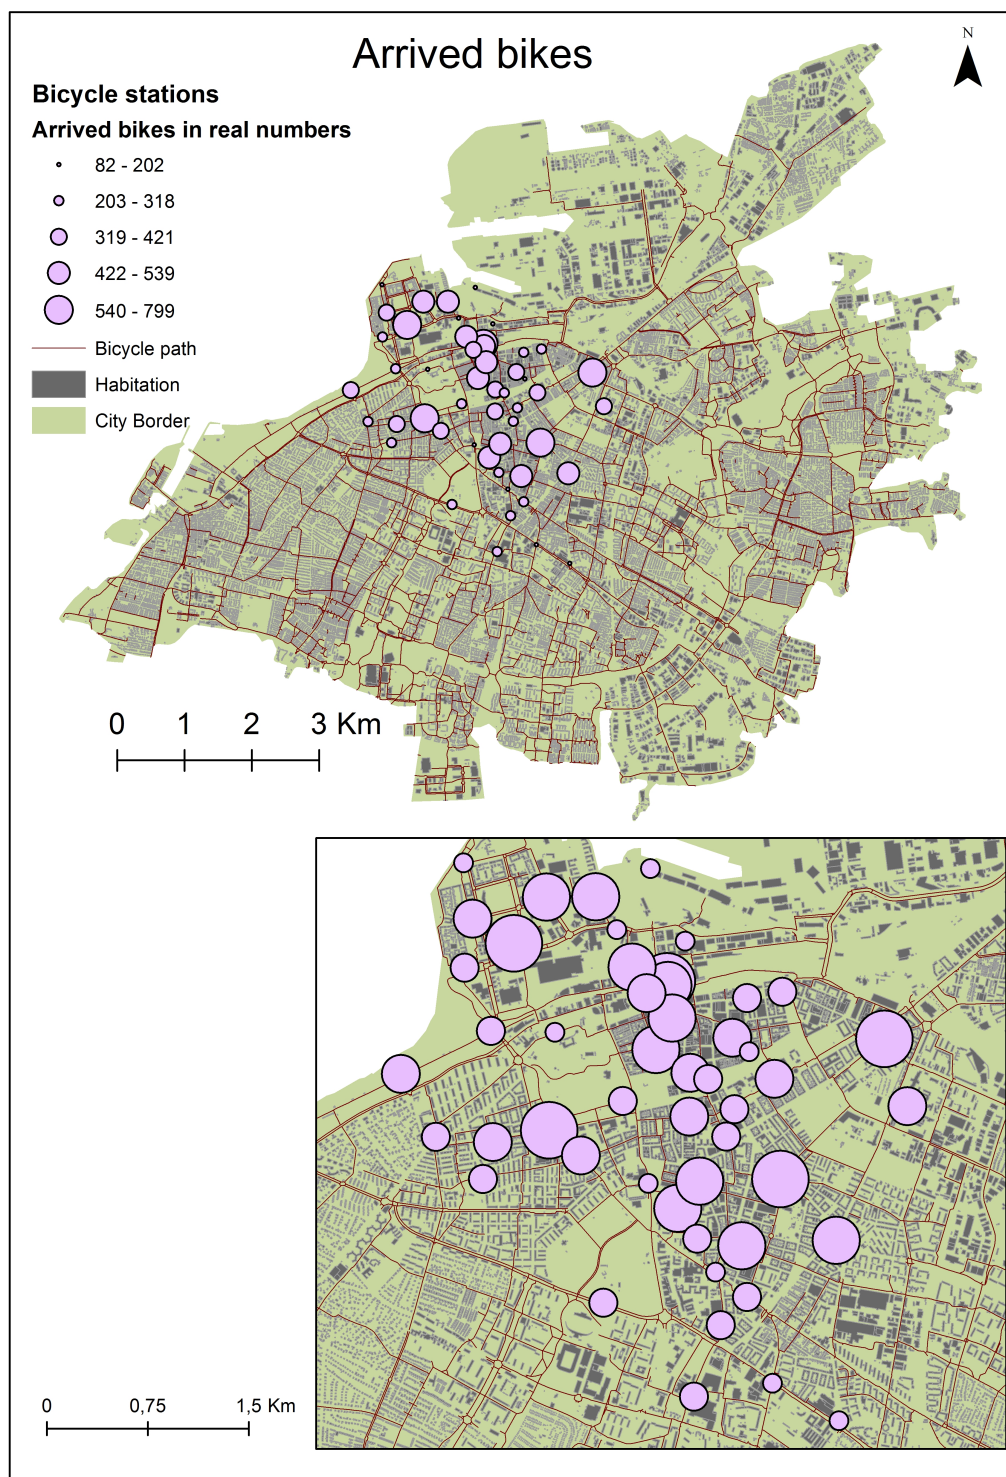 Arrived bikes
N
Bicycle stations
Arrived bikes in real numbers
82 - 202
203 - 318
319 - 421
422 - 539
540 - 799
Bicycle path
Habitation
City Border
0 1 2 3 Km
0 0,75 1,5 Km